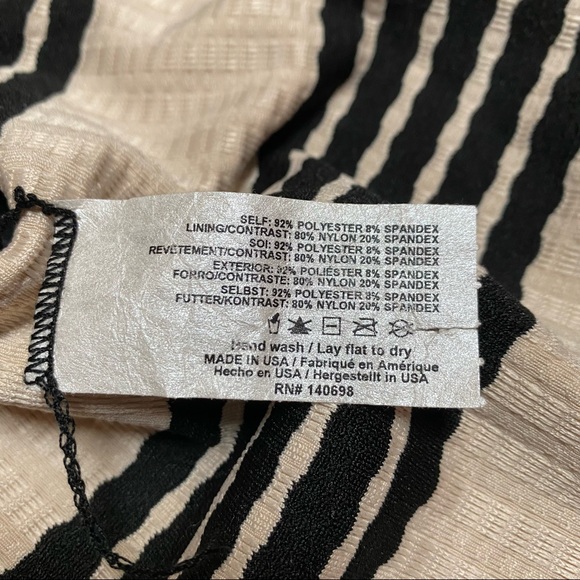 SELF: 92% POLYESTER 8% SPANDEX
LINING/CONTRAST: 80% NYLON 20% SPANDEX
SOI: 92% POLYESTER 8% SPANDEX
REVÊTEMENT/CONTRAST: 80% NYLON 20% SPANDEX
EXTERIOR: 92% POLIÉSTER 8% SPANDEX
FORRO/CONTRASTE: 80% NYLON 20% SPANDEX
SELBST: 92% POLYESTER 8% SPANDEX
FUTTER/KONTRAST: 80% NYLON 20% SPANDEX
Hand wash / Lay flat to dry
MADE IN USA / Fabriqué en Amérique
Hecho en USA / Hergestellt in USA
RN# 140698